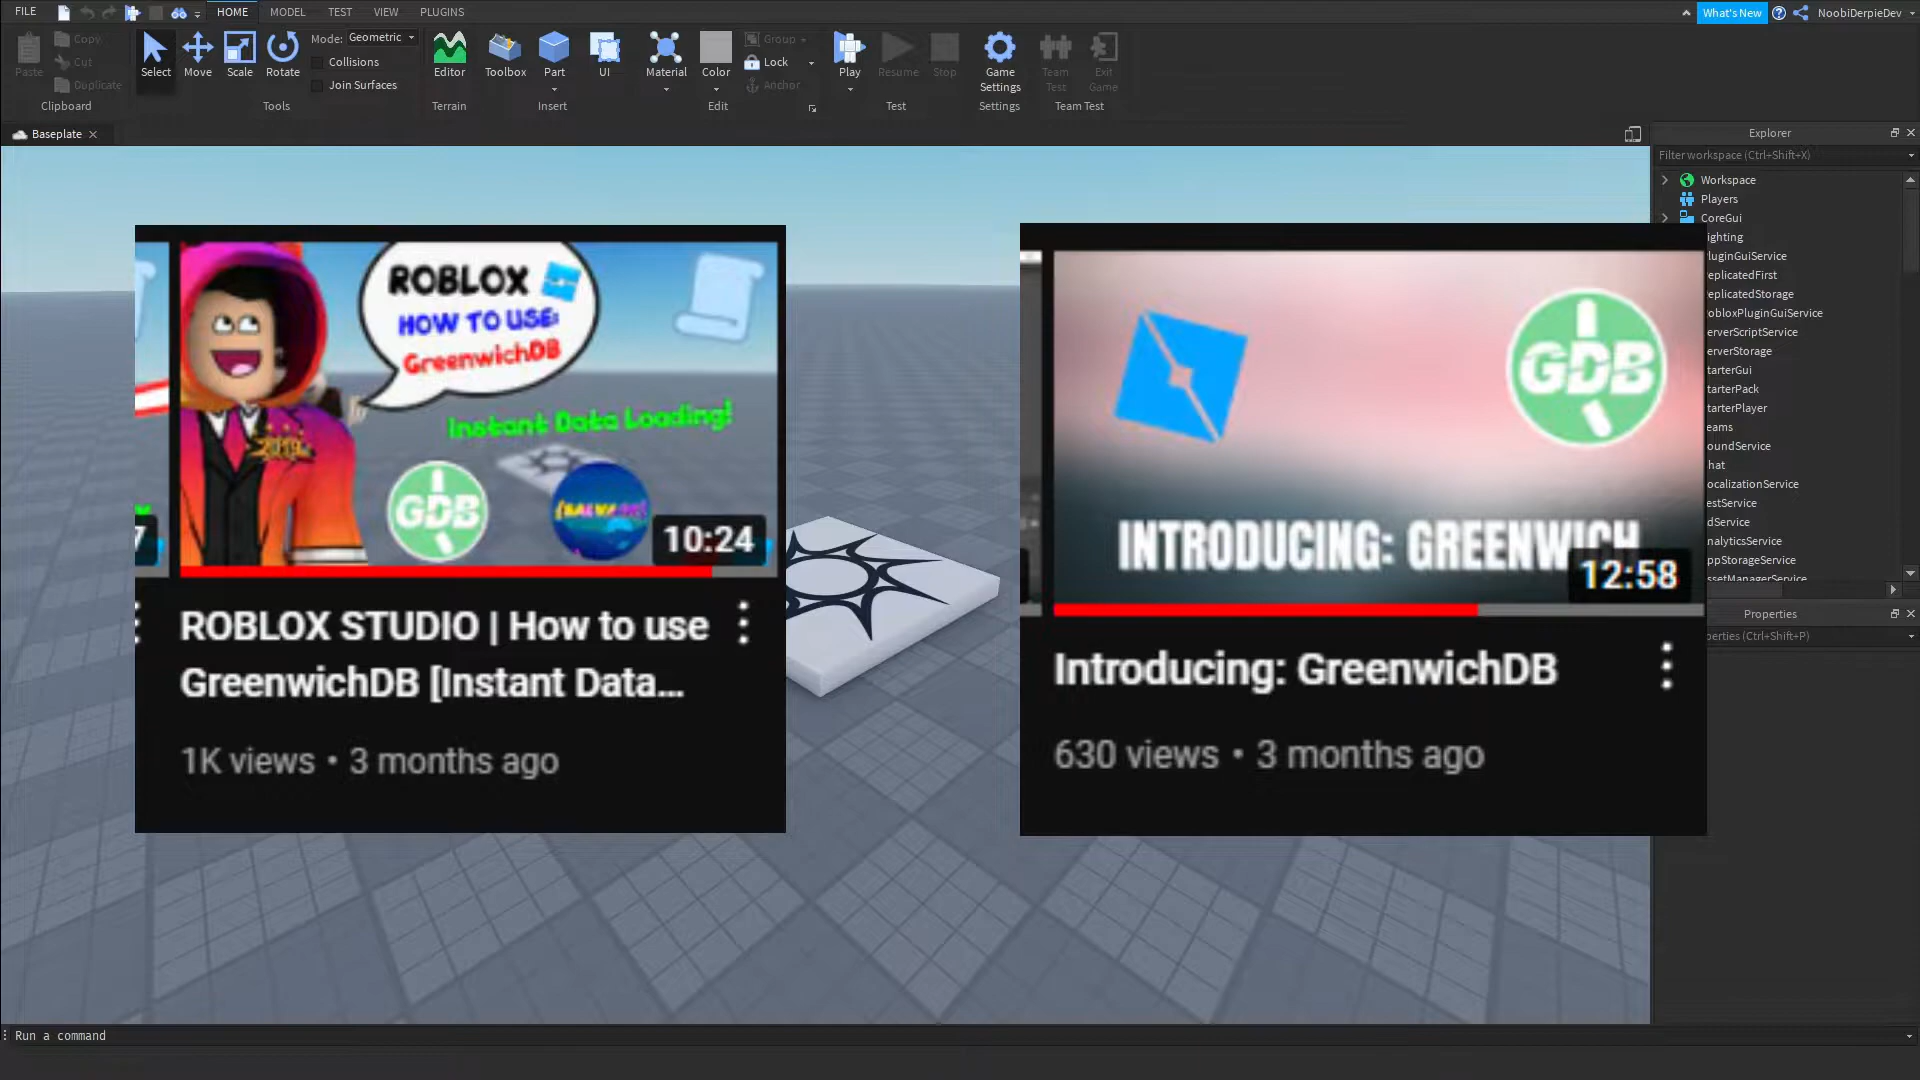 FILE
HOME
MODEL
TEST
VIEW
PLUGINS
What's New
NoobiDerpieDev
Paste
Copy
Cut
Duplicate
Clipboard
Select
Move
Scale
Rotate
Mode: Geometric
Collisions
Join Surfaces
Tools
Editor
Terrain
Toolbox
Part
UI
Insert
Material
Color
Group
Lock
Anchor
Edit
Play
Resume
Stop
Test
Game
Settings
Settings
Team
Test
Exit
Game
Team Test
Baseplate
Explorer
Filter workspace (Ctrl+Shift+X)
Workspace
Players
CoreGui
ighting
luginGuiService
eplicatedFirst
eplicatedStorage
obloxPluginGuiService
erverScriptService
erverStorage
tarterGui
tarterPack
tarterPlayer
eams
oundService
hat
ocalizationService
estService
dService
nalyticsService
ppStorageService
ssetManagerService
Properties
perties (Ctrl+Shift+P)
ROBLOX
HOW TO USE:
GreenwichDB
Instant Data Loading!
GDB
7
10:24
ROBLOX STUDIO | How to use
GreenwichDB [Instant Data...
1K views • 3 months ago
GDB
INTRODUCING: GREENWICH
12:58
Introducing: GreenwichDB
630 views • 3 months ago
Run a command